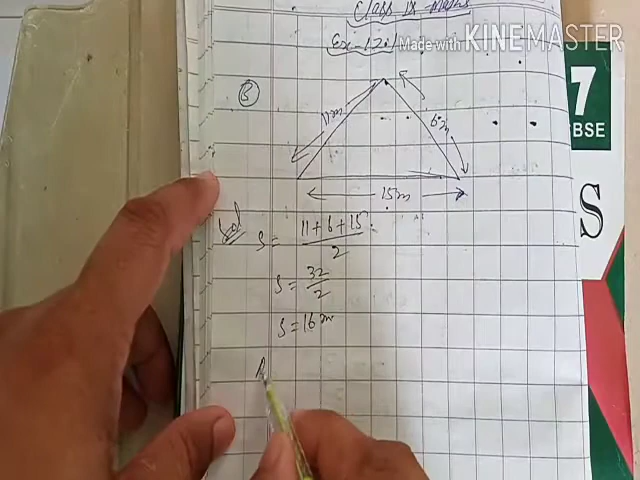 Class ix Maths
Ex-12.1
Made with KINEMASTER
7
BSE
S
3
11m
6m
15m
Sol
S = 11+6+15 / 2
S = 32 / 2
S = 16m
A